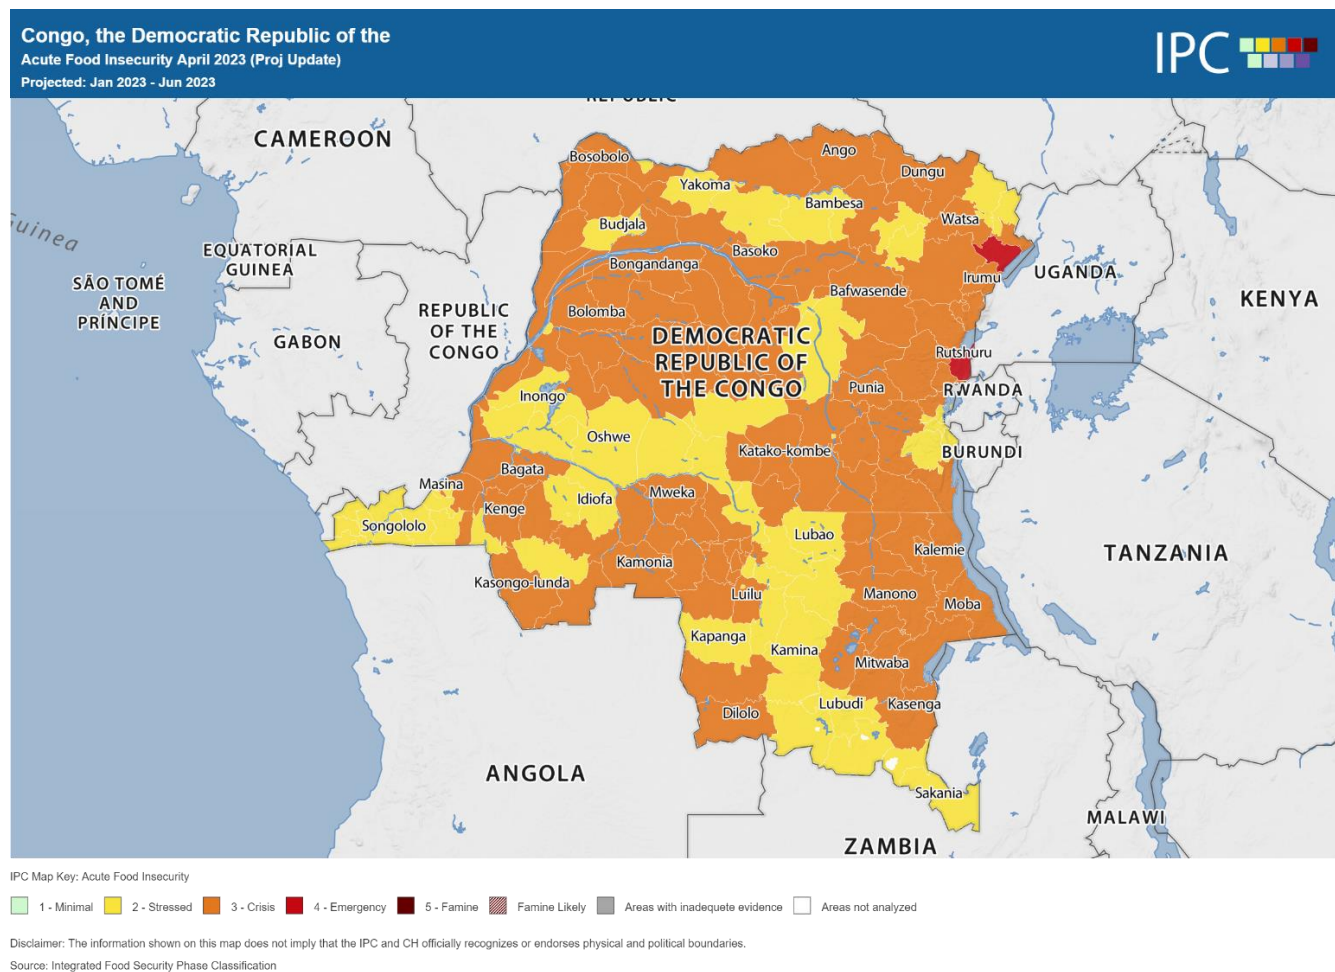 Congo, the Democratic Republic of the
Acute Food Insecurity April 2023 (Proj Update)
Projected: Jan 2023 - Jun 2023
IPC
REPUBLIC
CAMEROON
Bosobolo
Ango
Dungu
Yakoma
Bambesa
Budjala
Watsa
Guinea
EQUATORIAL
GUINEA
Basoko
Bongandanga
Irumu
UGANDA
SÃO TOMÉ
AND
PRÍNCIPE
Bafwasende
KENYA
REPUBLIC
OF THE
CONGO
Bolomba
GABON
DEMOCRATIC
REPUBLIC OF
THE CONGO
Rutshuru
Punia
RWANDA
Inongo
Oshwe
Katako-kombe
BURUNDI
Bagata
Masina
Mweka
Idiofa
Kenge
Songololo
Lubao
Kalemie
TANZANIA
Kamonia
Kasongo-lunda
Luilu
Manono
Moba
Kapanga
Kamina
Mitwaba
Lubudi
Kasenga
Dilolo
ANGOLA
Sakania
MALAWI
ZAMBIA
IPC Map Key: Acute Food Insecurity
1 - Minimal 2 - Stressed 3 - Crisis 4 - Emergency 5 - Famine Famine Likely Areas with inadequete evidence Areas not analyzed
Disclaimer: The information shown on this map does not imply that the IPC and CH officially recognizes or endorses physical and political boundaries.
Source: Integrated Food Security Phase Classification